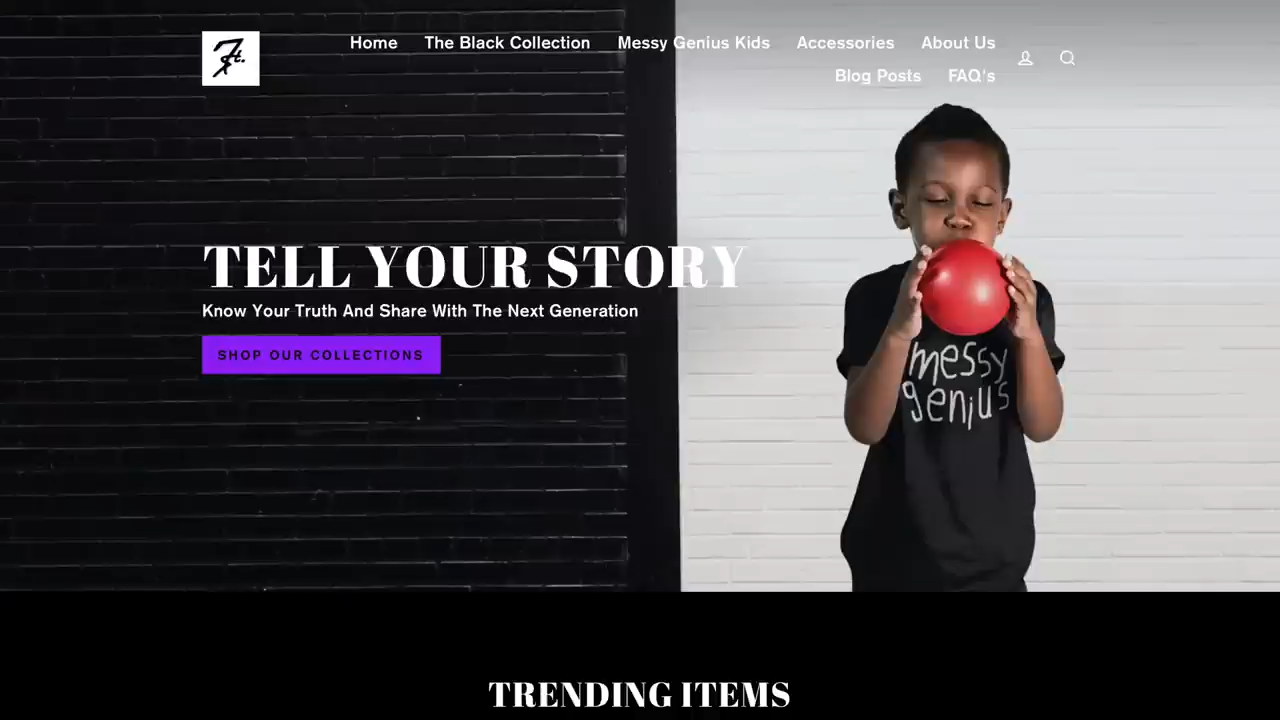 Home The Black Collection Messy Genius Kids Accessories About Us
Blog Posts FAQ's
TELL YOUR STORY
Know Your Truth And Share With The Next Generation
SHOP OUR COLLECTIONS
messy
genius
TRENDING ITEMS